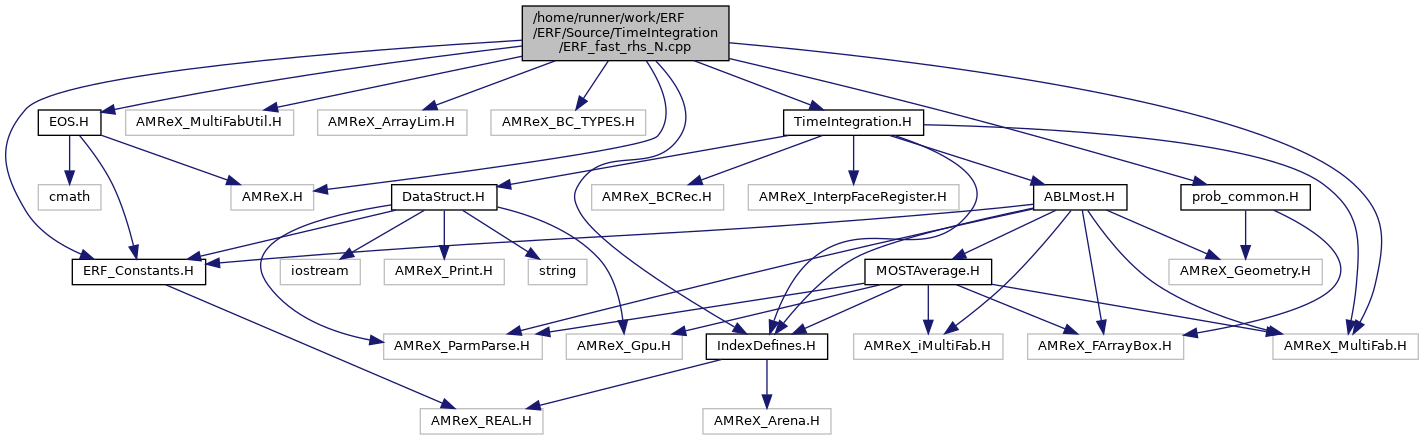 /home/runner/work/ERF
/ERF/Source/TimeIntegration
/ERF_fast_rhs_N.cpp
EOS.H
AMReX_MultiFabUtil.H
AMReX_ArrayLim.H
AMReX_BC_TYPES.H
TimeIntegration.H
cmath
AMReX.H
DataStruct.H
AMReX_BCRec.H
AMReX_InterpFaceRegister.H
ABLMost.H
prob_common.H
ERF_Constants.H
iostream
AMReX_Print.H
string
MOSTAverage.H
AMReX_Geometry.H
AMReX_ParmParse.H
AMReX_Gpu.H
IndexDefines.H
AMReX_iMultiFab.H
AMReX_FArrayBox.H
AMReX_MultiFab.H
AMReX_REAL.H
AMReX_Arena.H